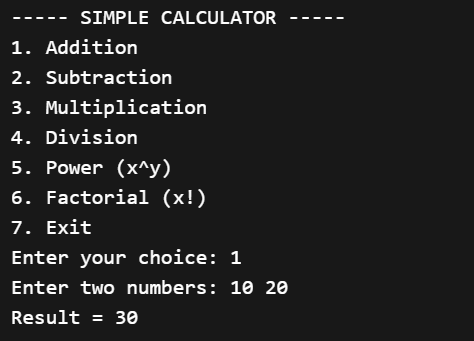 ----- SIMPLE CALCULATOR -----
1. Addition
2. Subtraction
3. Multiplication
4. Division
5. Power (x^y)
6. Factorial (x!)
7. Exit
Enter your choice: 1
Enter two numbers: 10 20
Result = 30